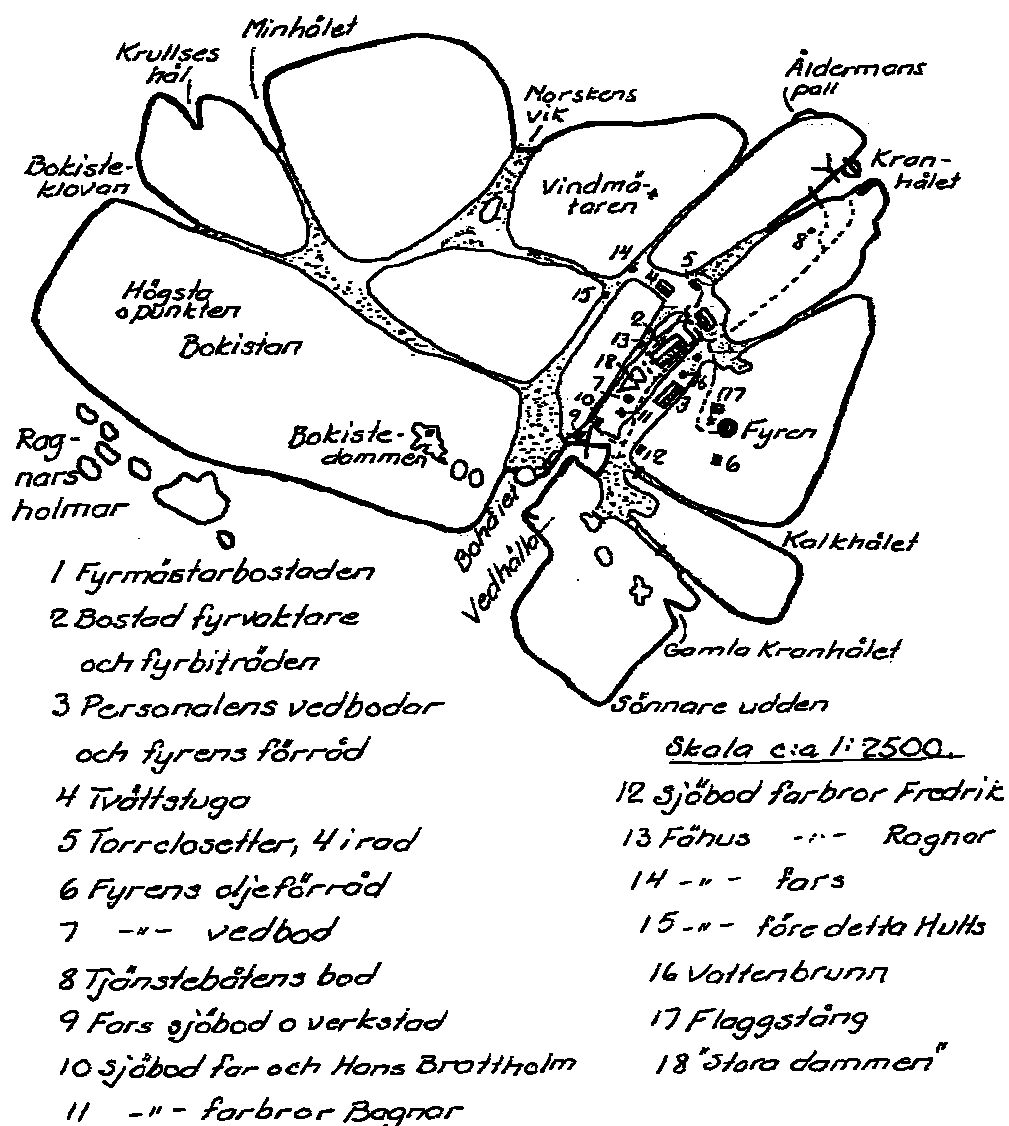 Minhålet
Krullses
hål
Åldermans
pall
Norskens
vik
Bokiste-
klovan
Kran-
hålet
Vindmä-
taren
8
14
5
4
15
Högsta
punkten
2
Bokistan
13
18
7
17
10
3
11
9
Fyren
Bokiste-
dammen
Rag-
nars
holmar
12
6
Bohålet
Vedhålla
Kalkhålet
Gamla Kranhålet
Sönnare udden
1 Fyrmästarbostaden
2 Bostad fyrvaktare
och fyrbiträden
3 Personalens vedbodar
och fyrens förråd
4 Tvättstuga
5 Torrclosetter, 4 i rad
6 Fyrens oljeförråd
7 -"- vedbod
8 Tjänstebåtens bod
9 Fars sjöbod o verkstad
10 Sjöbod far och Hans Brattholm
11 -"- farbror Ragnar
Skala c:a 1:2500.
12 Sjöbod farbror Fredrik
13 Fähus -"- Ragnar
14 -"- fars
15 -"- före detta Hults
16 Vattenbrunn
17 Flaggstång
18 "Stora dammen"